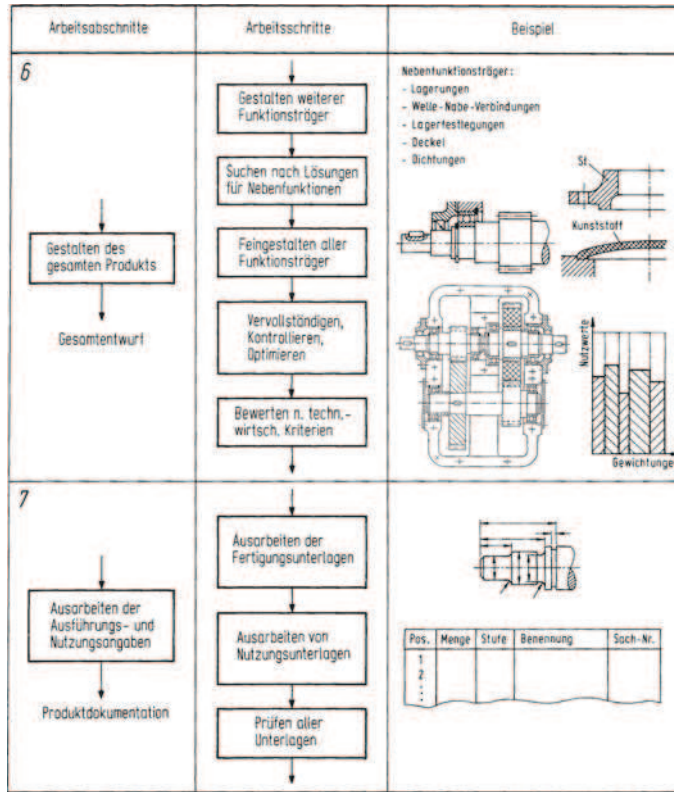 Arbeitsabschnitte
Arbeitsschritte
Beispiel
6
Gestalten des
gesamten Produkts
Gesamtentwurf
Gestalten weiterer
Funktionsträger
Suchen nach Lösungen
für Nebenfunktionen
Feingestalten aller
Funktionsträger
Vervollständigen,
Kontrollieren,
Optimieren
Bewerten n. techn.-
wirtsch. Kriterien
Nebenfunktionsträger:
- Lagerungen
- Welle-Nabe-Verbindungen
- Lagerfestlegungen
- Deckel
- Dichtungen
St.
Kunststoff
Nutzwerte
Gewichtungen
7
Ausarbeiten der
Ausführungs- und
Nutzungsangaben
Produktdokumentation
Ausarbeiten der
Fertigungsunterlagen
Ausarbeiten von
Nutzungsunterlagen
Prüfen aller
Unterlagen
Pos. Menge Stufe Benennung Sach-Nr.
1
2
: